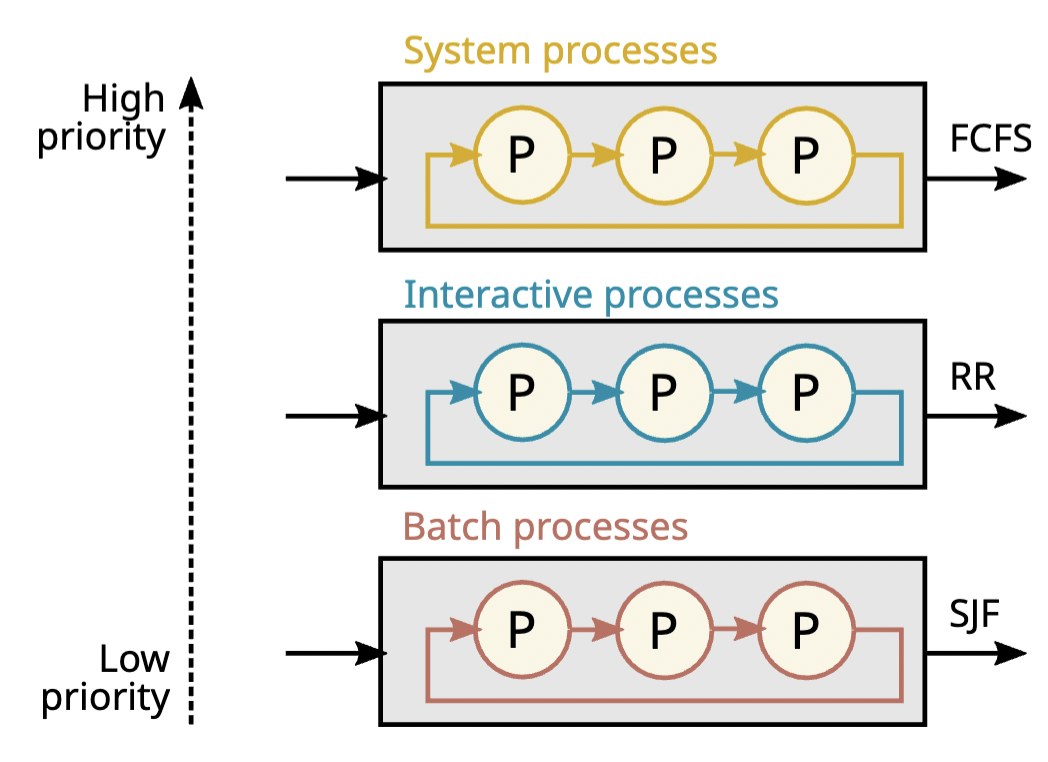 System processes
High
priority
P P P
FCFS
Interactive processes
P P P
RR
Batch processes
P P P
SJF
Low
priority